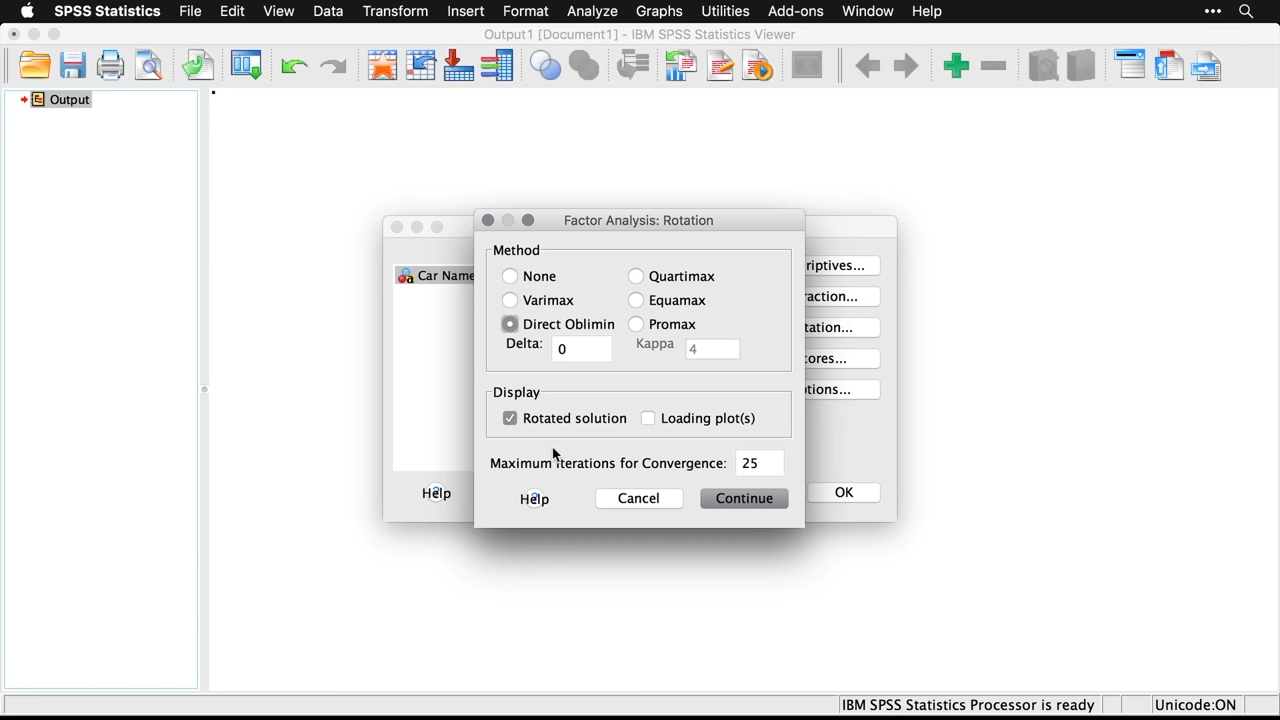 SPSS Statistics File Edit View Data Transform Insert Format Analyze Graphs Utilities Add-ons Window Help
Output1 [Document1] - IBM SPSS Statistics Viewer
Output
Factor Analysis: Rotation
Method
None Quartimax
Varimax Equamax
Direct Oblimin Promax
Delta: 0 Kappa 4
Display
Rotated solution Loading plot(s)
Maximum Iterations for Convergence: 25
Help Cancel Continue
Car Name
riptives...
raction...
tation...
cores...
tions...
Help OK
IBM SPSS Statistics Processor is ready Unicode:ON